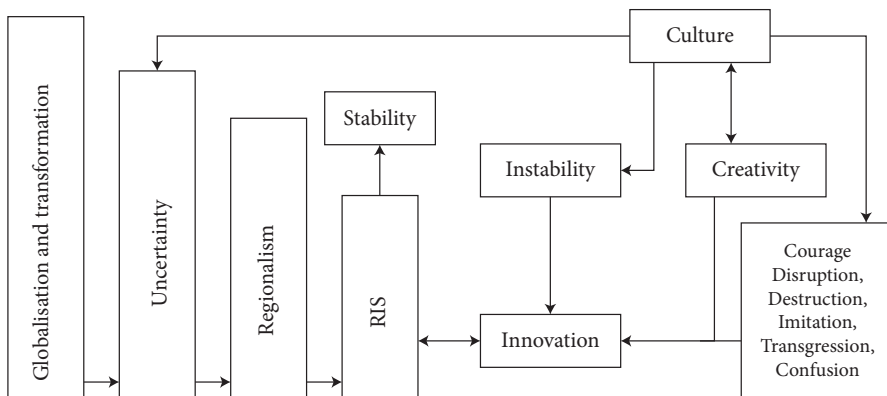 Globalisation and transformation
Uncertainty
Regionalism
Stability
RIS
Culture
Instability
Creativity
Innovation
Courage
Disruption,
Destruction,
Imitation,
Transgression,
Confusion